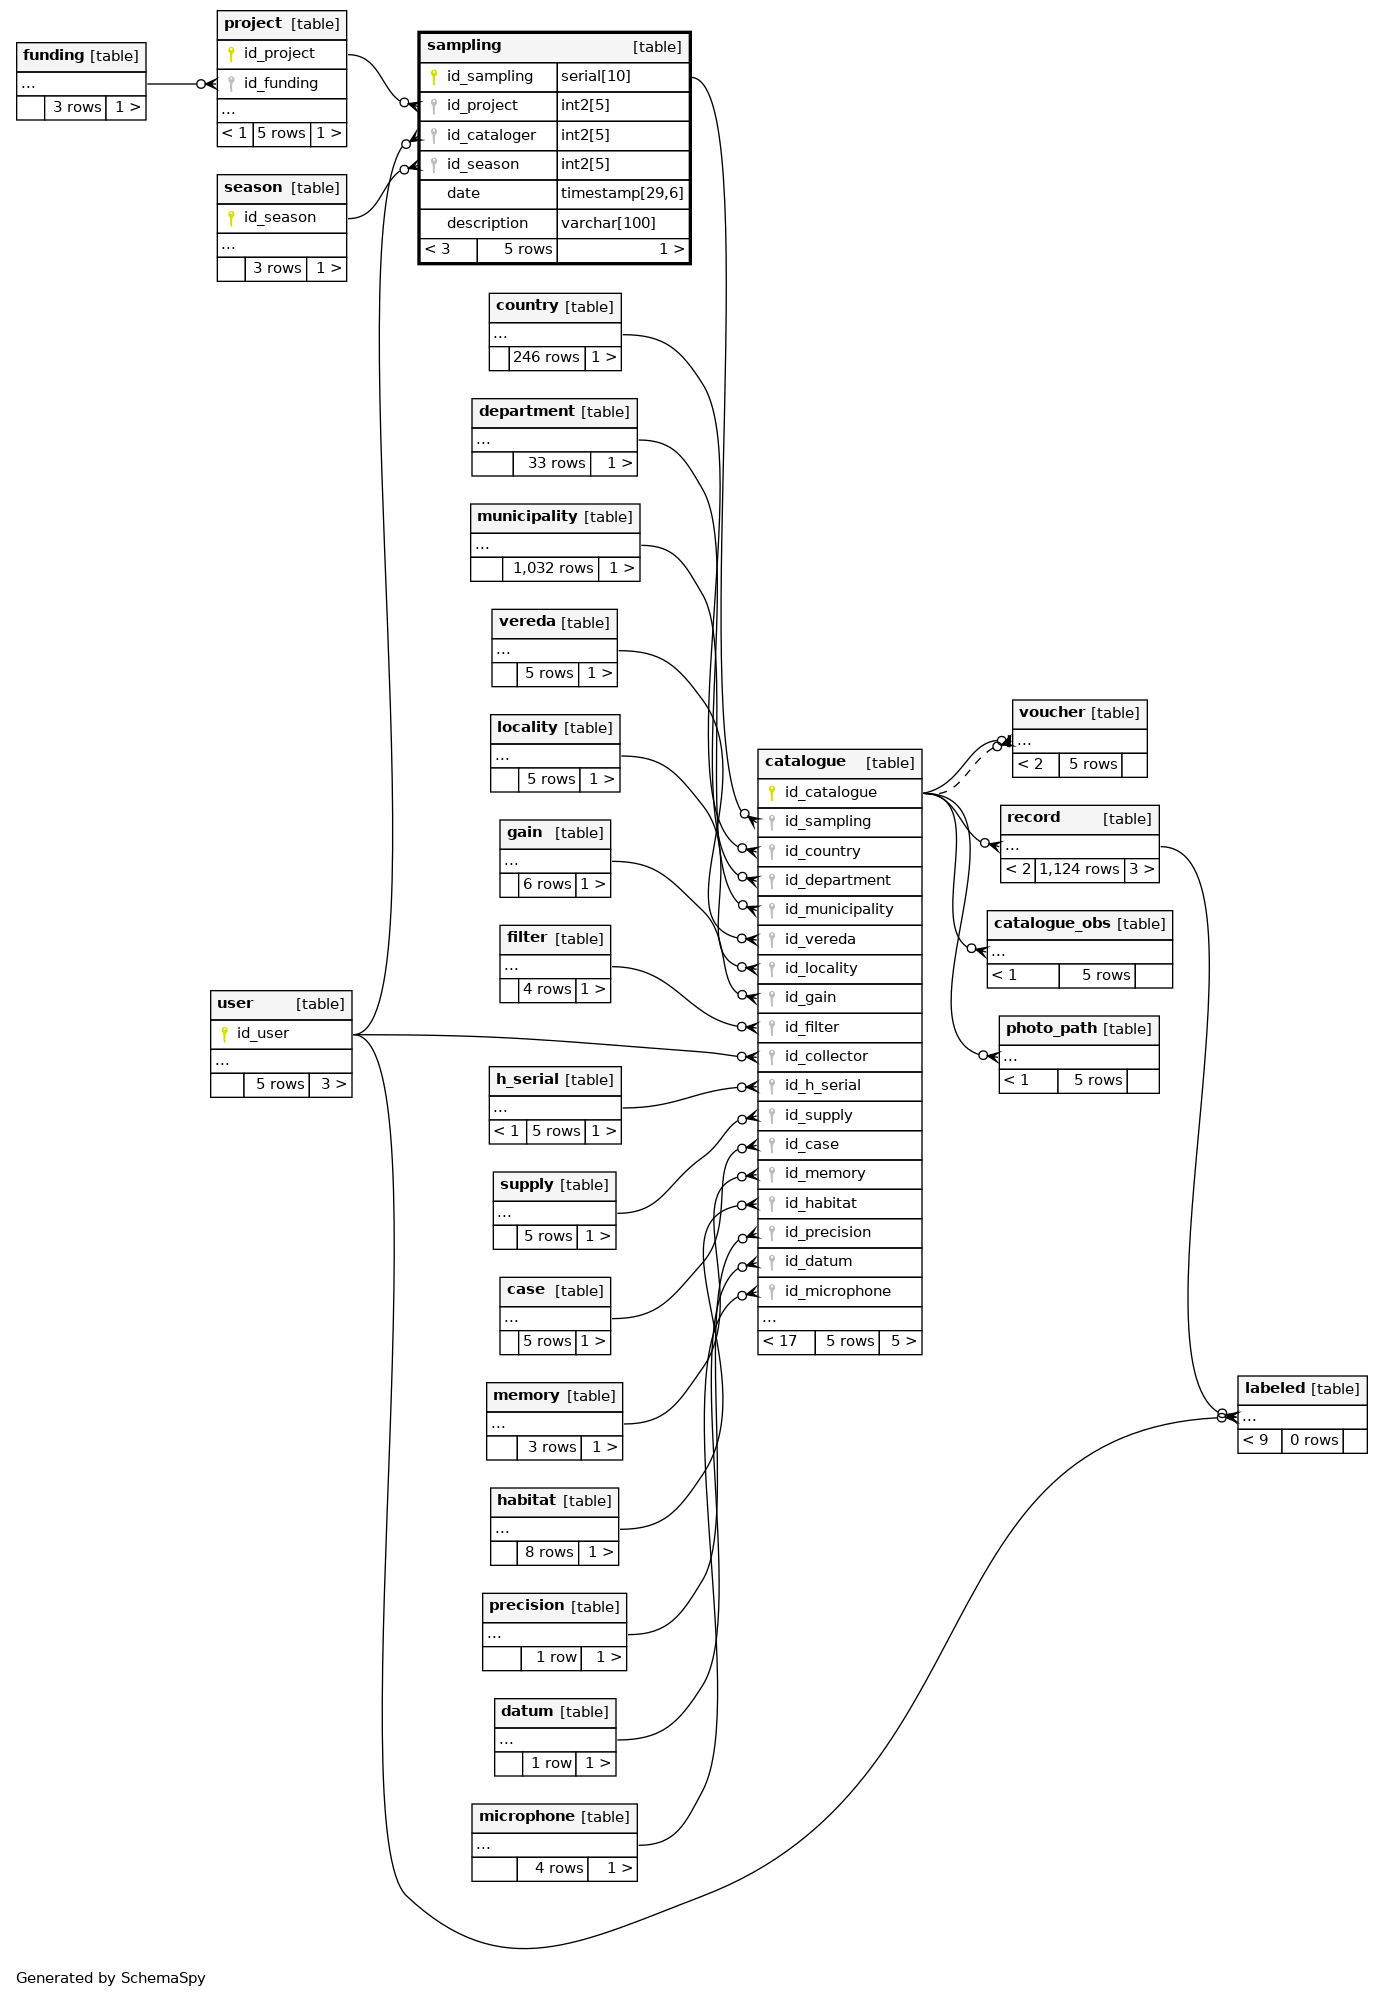 funding [table]
...
3 rows 1 >
project [table]
id_project
id_funding
...
< 1 5 rows 1 >
season [table]
id_season
...
3 rows 1 >
sampling [table]
id_sampling serial[10]
id_project int2[5]
id_cataloger int2[5]
id_season int2[5]
date timestamp[29,6]
description varchar[100]
< 3 5 rows 1 >
country [table]
...
246 rows 1 >
department [table]
...
33 rows 1 >
municipality [table]
...
1,032 rows 1 >
vereda [table]
...
5 rows 1 >
locality [table]
...
5 rows 1 >
gain [table]
...
6 rows 1 >
filter [table]
...
4 rows 1 >
user [table]
id_user
...
5 rows 3 >
h_serial [table]
...
< 1 5 rows 1 >
supply [table]
...
5 rows 1 >
case [table]
...
5 rows 1 >
memory [table]
...
3 rows 1 >
habitat [table]
...
8 rows 1 >
precision [table]
...
1 row 1 >
datum [table]
...
1 row 1 >
microphone [table]
...
4 rows 1 >
catalogue [table]
id_catalogue
id_sampling
id_country
id_department
id_municipality
id_vereda
id_locality
id_gain
id_filter
id_collector
id_h_serial
id_supply
id_case
id_memory
id_habitat
id_precision
id_datum
id_microphone
...
< 17 5 rows 5 >
voucher [table]
...
< 2 5 rows
record [table]
...
< 2 1,124 rows 3 >
catalogue_obs [table]
...
< 1 5 rows
photo_path [table]
...
< 1 5 rows
labeled [table]
...
< 9 0 rows
Generated by SchemaSpy